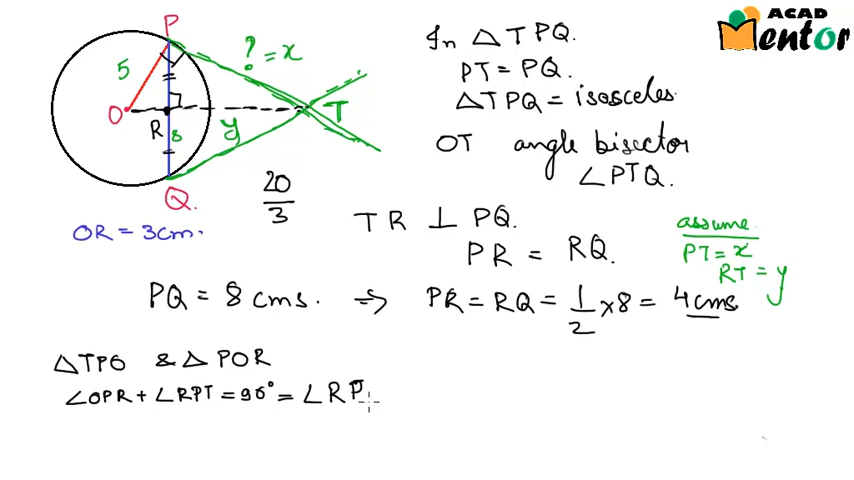 ACAD
Mentor
In △TPQ.
PT = PQ.
△TPQ = isosceles
OT angle bisector
∠PTQ.
P
5
? = x
O
R
8
y
T
Q.
20/3
OR = 3cm.
TR ⊥ PQ.
PR = RQ.
assume
PT = x
RT = y
PQ = 8 cms. ⇒ PR = RQ = 1/2 × 8 = 4 cms
△TPO & △POR
∠OPR + ∠RPT = 90° = ∠RP